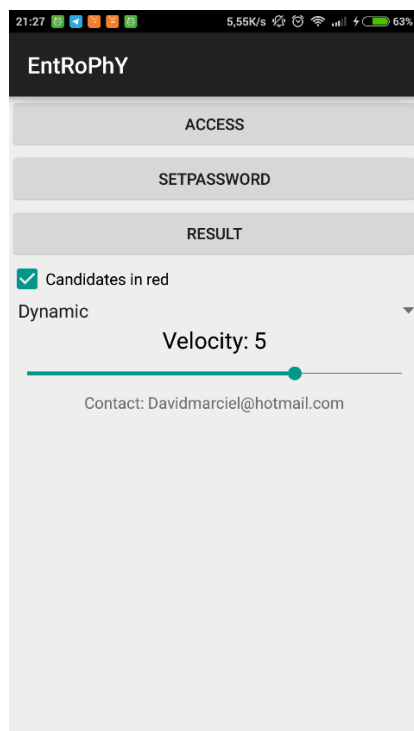 21:27 5,55K/s 63%
EntRoPhY
ACCESS
SETPASSWORD
RESULT
Candidates in red
Dynamic
Velocity: 5
Contact: Davidmarciel@hotmail.com